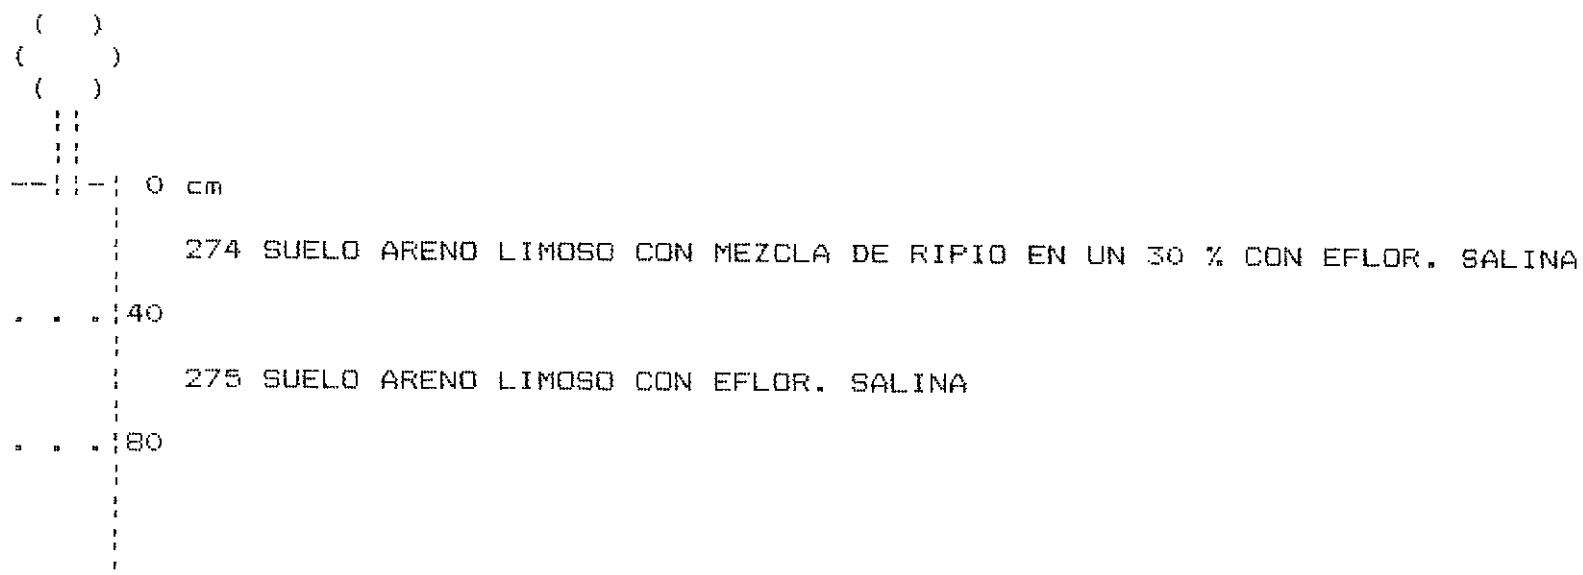 0 cm
274 SUELO ARENO LIMOSO CON MEZCLA DE RIPIO EN UN 30 % CON EFLOR. SALINA
40
275 SUELO ARENO LIMOSO CON EFLOR. SALINA
80